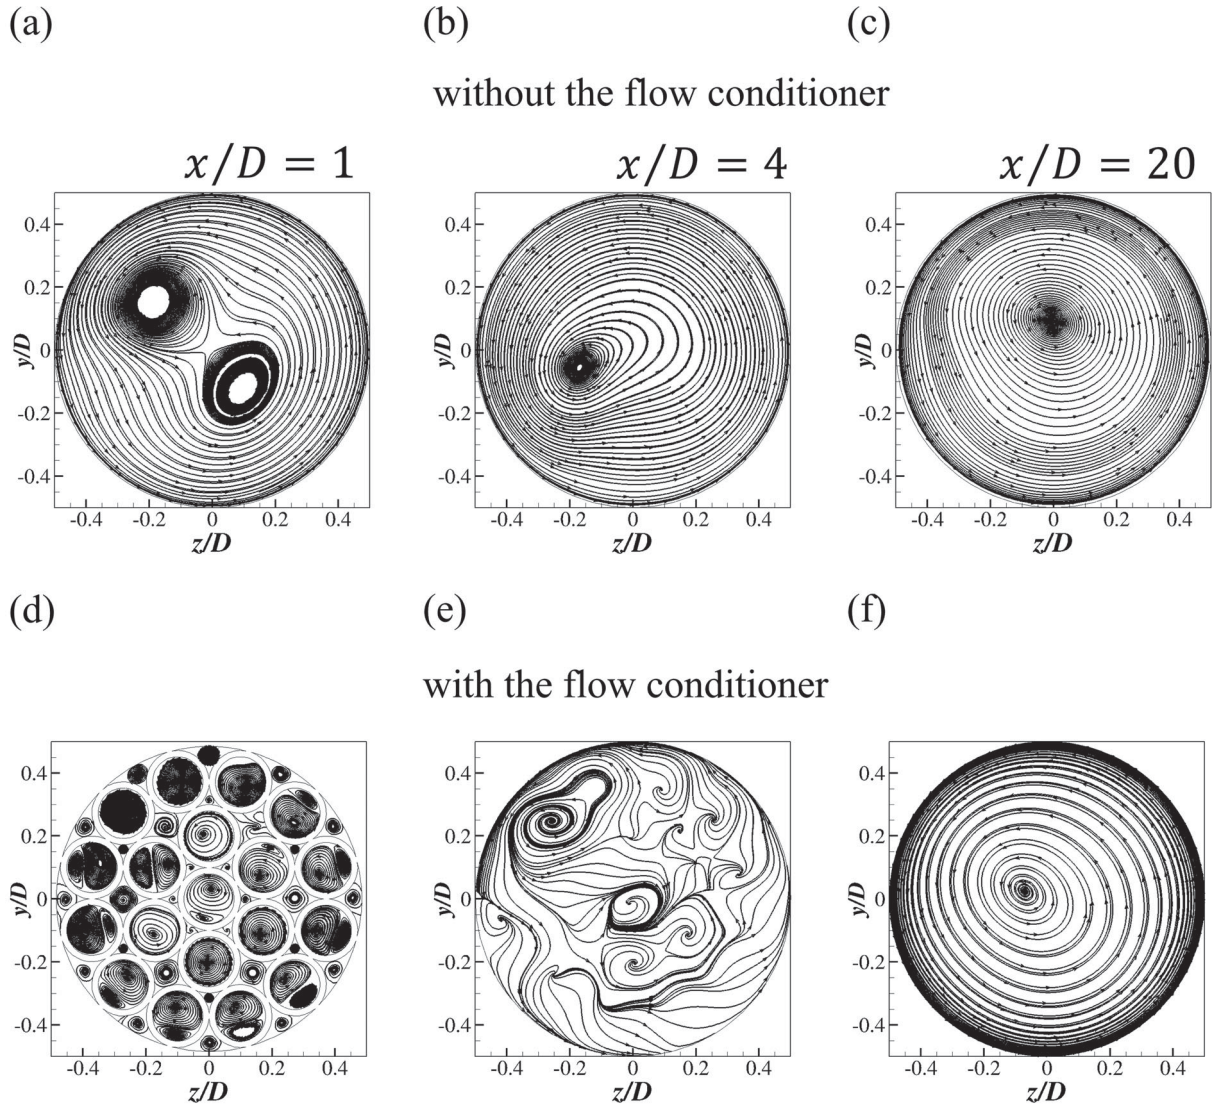 (a) (b) (c)
without the flow conditioner
x/D = 1 x/D = 4 x/D = 20
0.4 0.4 0.4
0.2 0.2 0.2
y/D 0 y/D 0 y/D 0
-0.2 -0.2 -0.2
-0.4 -0.4 -0.4
-0.4 -0.2 0 0.2 0.4 -0.4 -0.2 0 0.2 0.4 -0.4 -0.2 0 0.2 0.4
z/D z/D z/D
(d) (e) (f)
with the flow conditioner
0.4 0.4 0.4
0.2 0.2 0.2
y/D 0 y/D 0 y/D 0
-0.2 -0.2 -0.2
-0.4 -0.4 -0.4
-0.4 -0.2 0 0.2 0.4 -0.4 -0.2 0 0.2 0.4 -0.4 -0.2 0 0.2 0.4
z/D z/D z/D